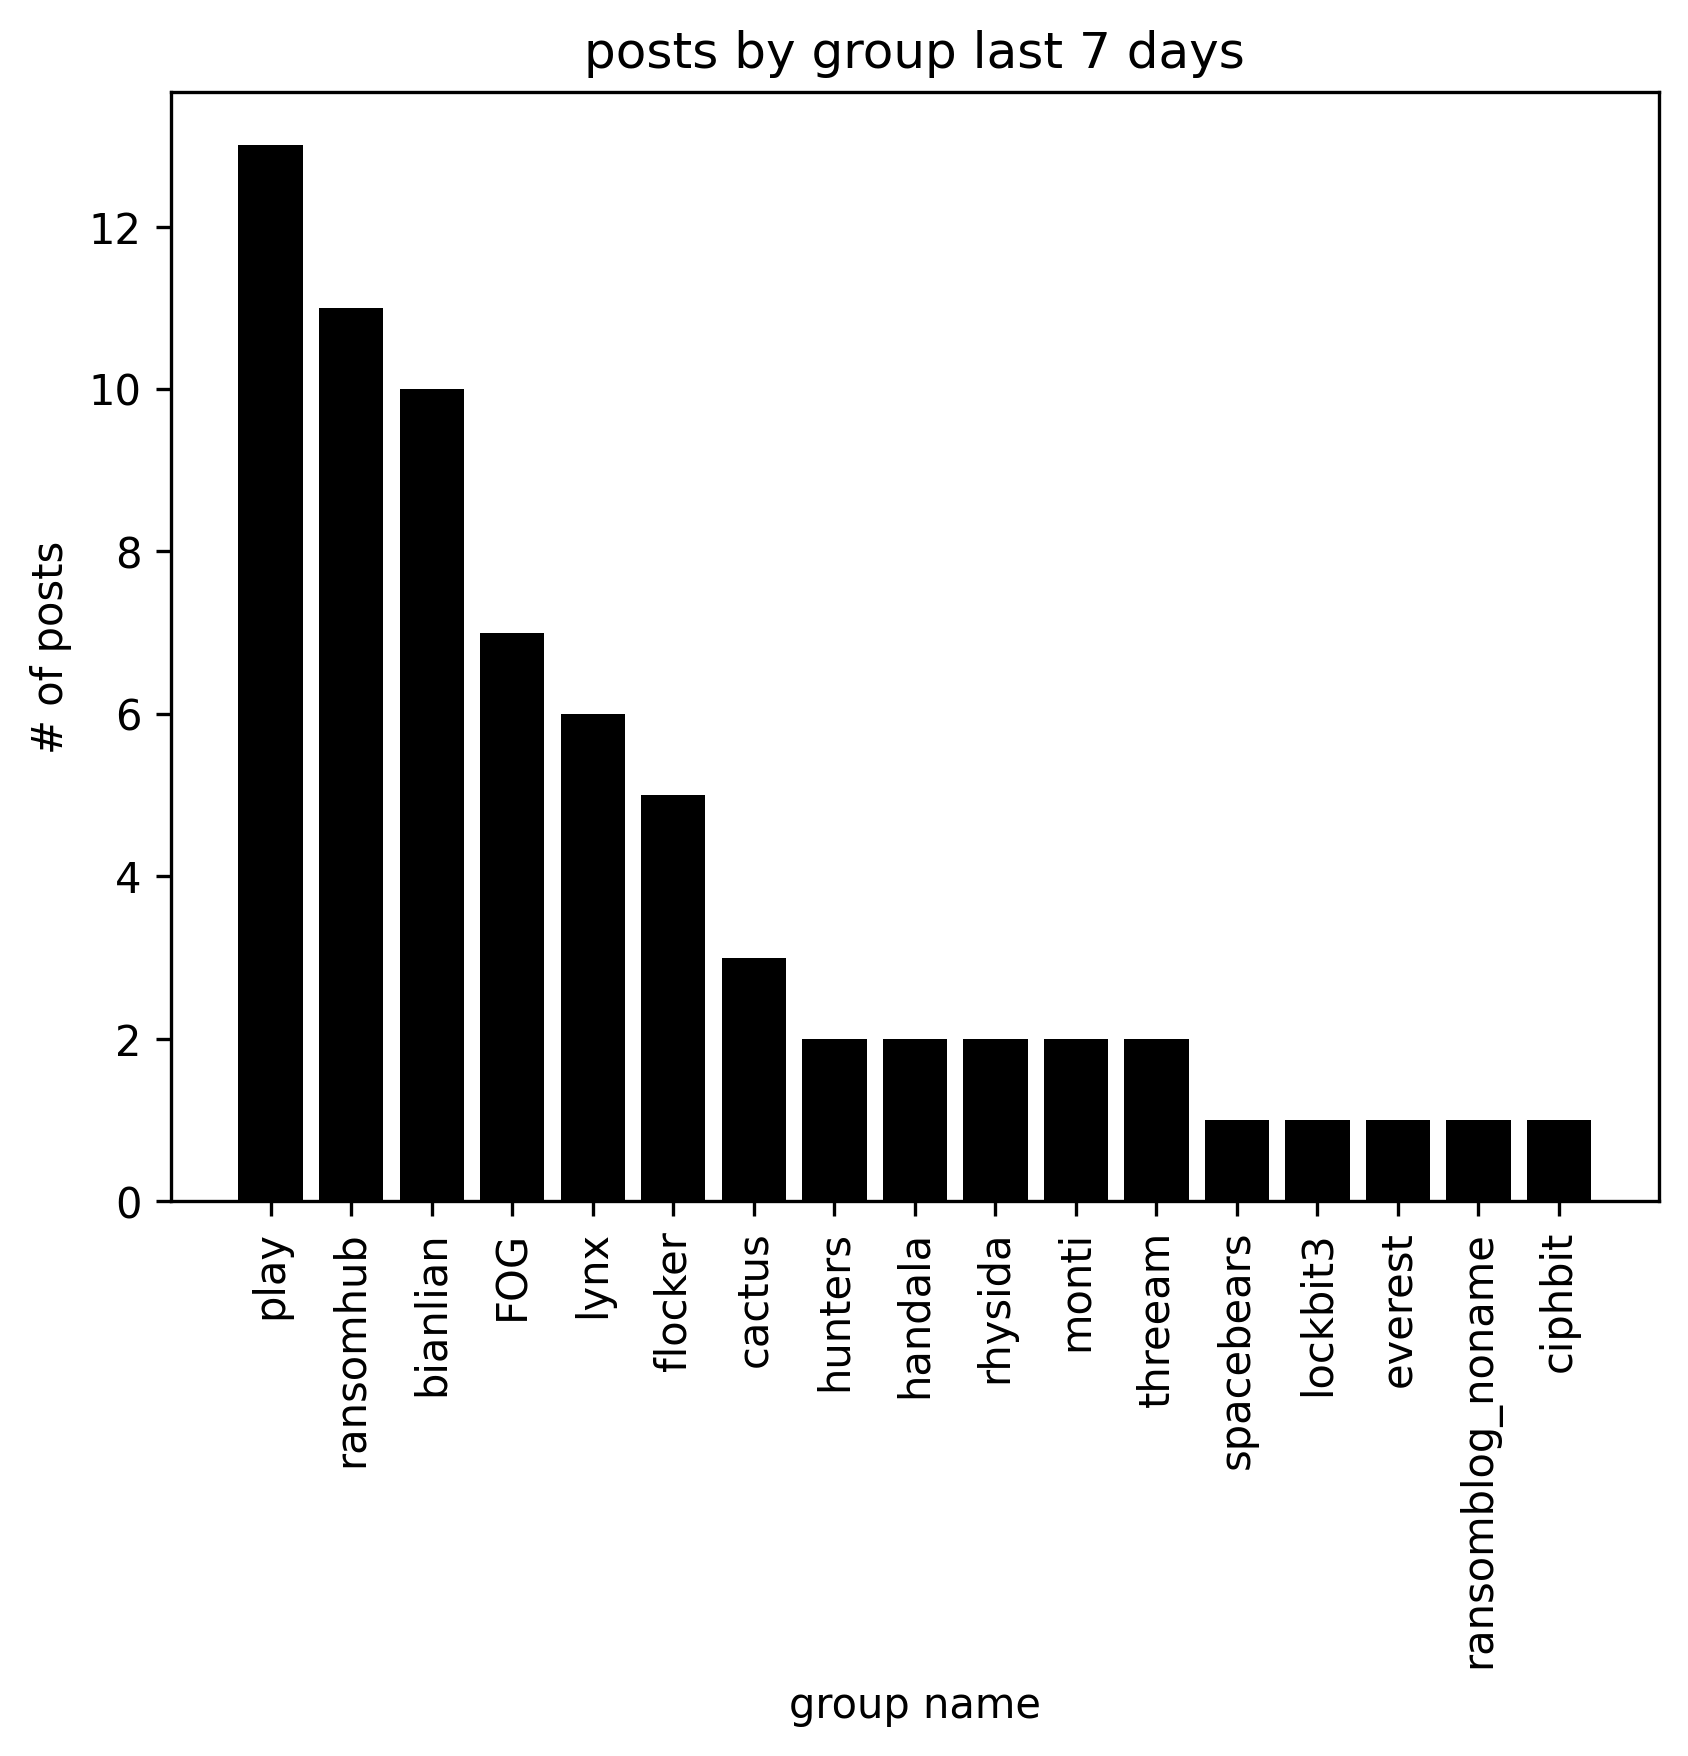 posts by group last 7 days
# of posts
12
10
8
6
4
2
0
play
ransomhub
bianlian
FOG
lynx
flocker
cactus
hunters
handala
rhysida
monti
threeam
spacebears
lockbit3
everest
ransomblog_noname
ciphbit
group name